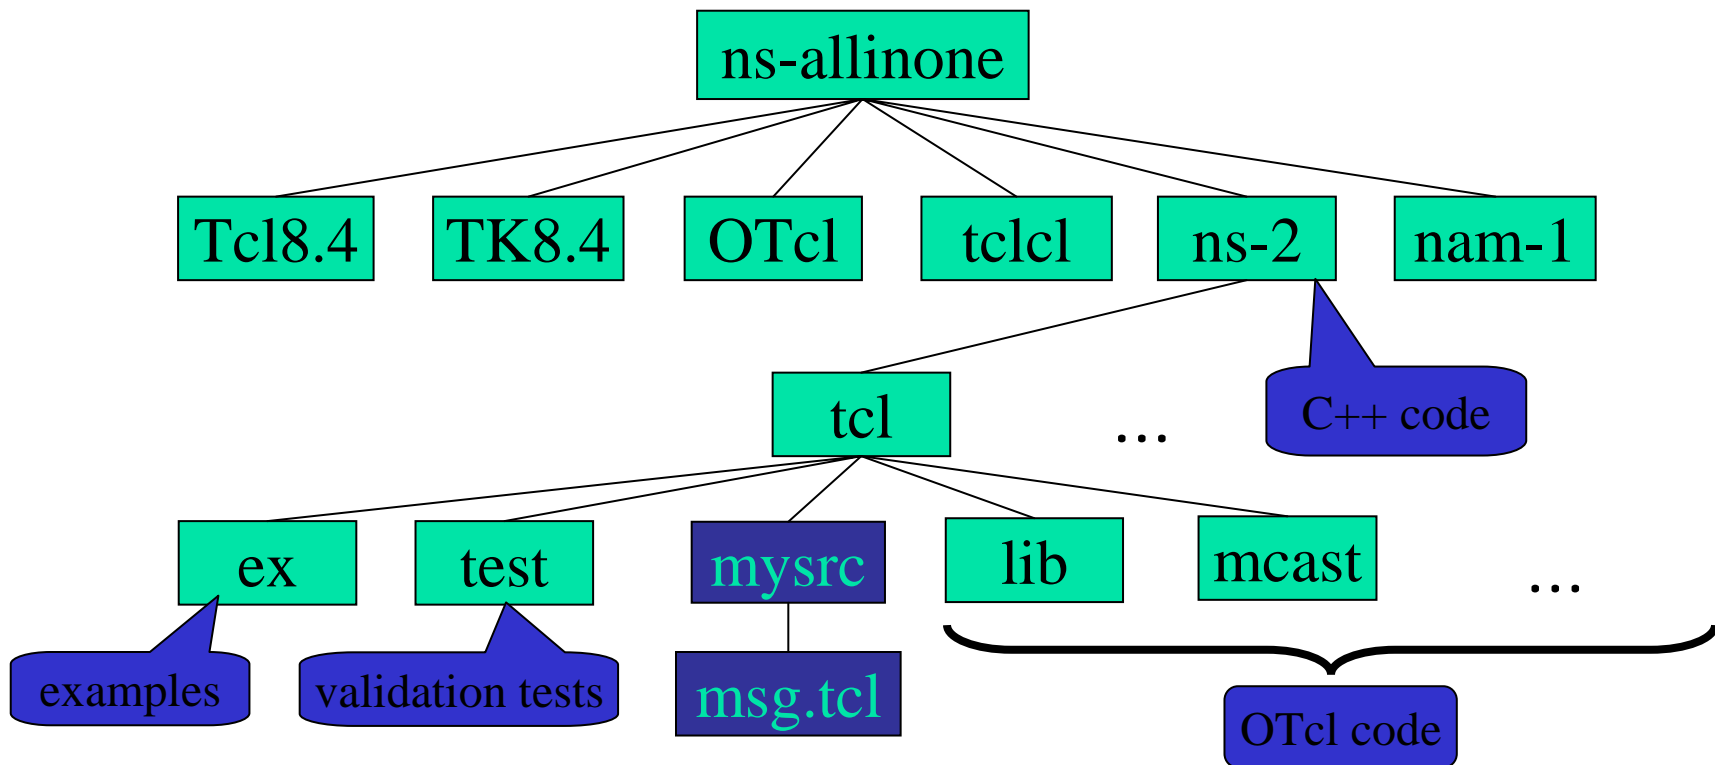 ns-allinone
Tcl8.4
TK8.4
OTcl
tclcl
ns-2
nam-1
tcl
...
C++ code
ex
test
mysrc
lib
mcast
...
examples
validation tests
msg.tcl
OTcl code